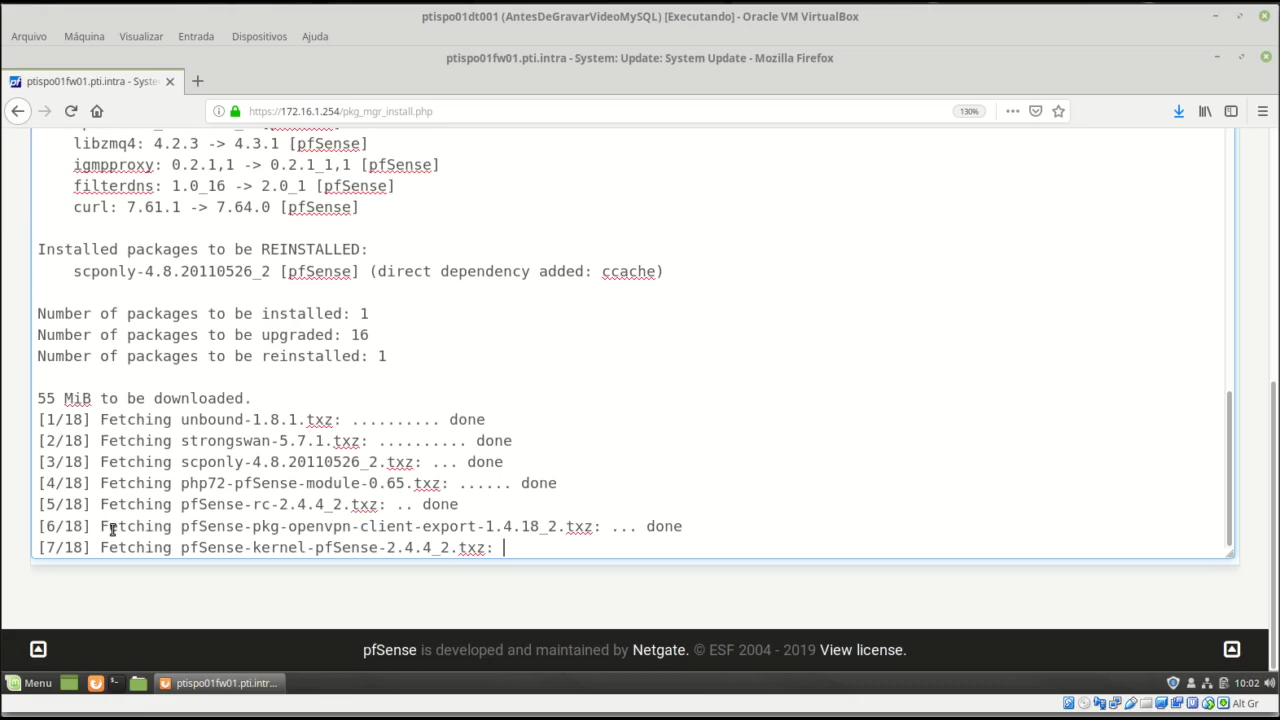 ptispo01dt001 (AntesDeGravarVideoMySQL) [Executando] - Oracle VM VirtualBox
Arquivo Máquina Visualizar Entrada Dispositivos Ajuda
ptispo01fw01.pti.intra - System: Update: System Update - Mozilla Firefox
ptispo01fw01.pti.intra - Syste
https://172.16.1.254/pkg_mgr_install.php 130%
libzmq4: 4.2.3 -> 4.3.1 [pfSense]
igmpproxy: 0.2.1,1 -> 0.2.1_1,1 [pfSense]
filterdns: 1.0_16 -> 2.0_1 [pfSense]
curl: 7.61.1 -> 7.64.0 [pfSense]
Installed packages to be REINSTALLED:
scponly-4.8.20110526_2 [pfSense] (direct dependency added: ccache)
Number of packages to be installed: 1
Number of packages to be upgraded: 16
Number of packages to be reinstalled: 1
55 MiB to be downloaded.
[1/18] Fetching unbound-1.8.1.txz: .......... done
[2/18] Fetching strongswan-5.7.1.txz: .......... done
[3/18] Fetching scponly-4.8.20110526_2.txz: ... done
[4/18] Fetching php72-pfSense-module-0.65.txz: ...... done
[5/18] Fetching pfSense-rc-2.4.4_2.txz: .. done
[6/18] Fetching pfSense-pkg-openvpn-client-export-1.4.18_2.txz: ... done
[7/18] Fetching pfSense-kernel-pfSense-2.4.4_2.txz:
pfSense is developed and maintained by Netgate. © ESF 2004 - 2019 View license.
Menu ptispo01fw01.pti.intr... 10:02
Alt Gr